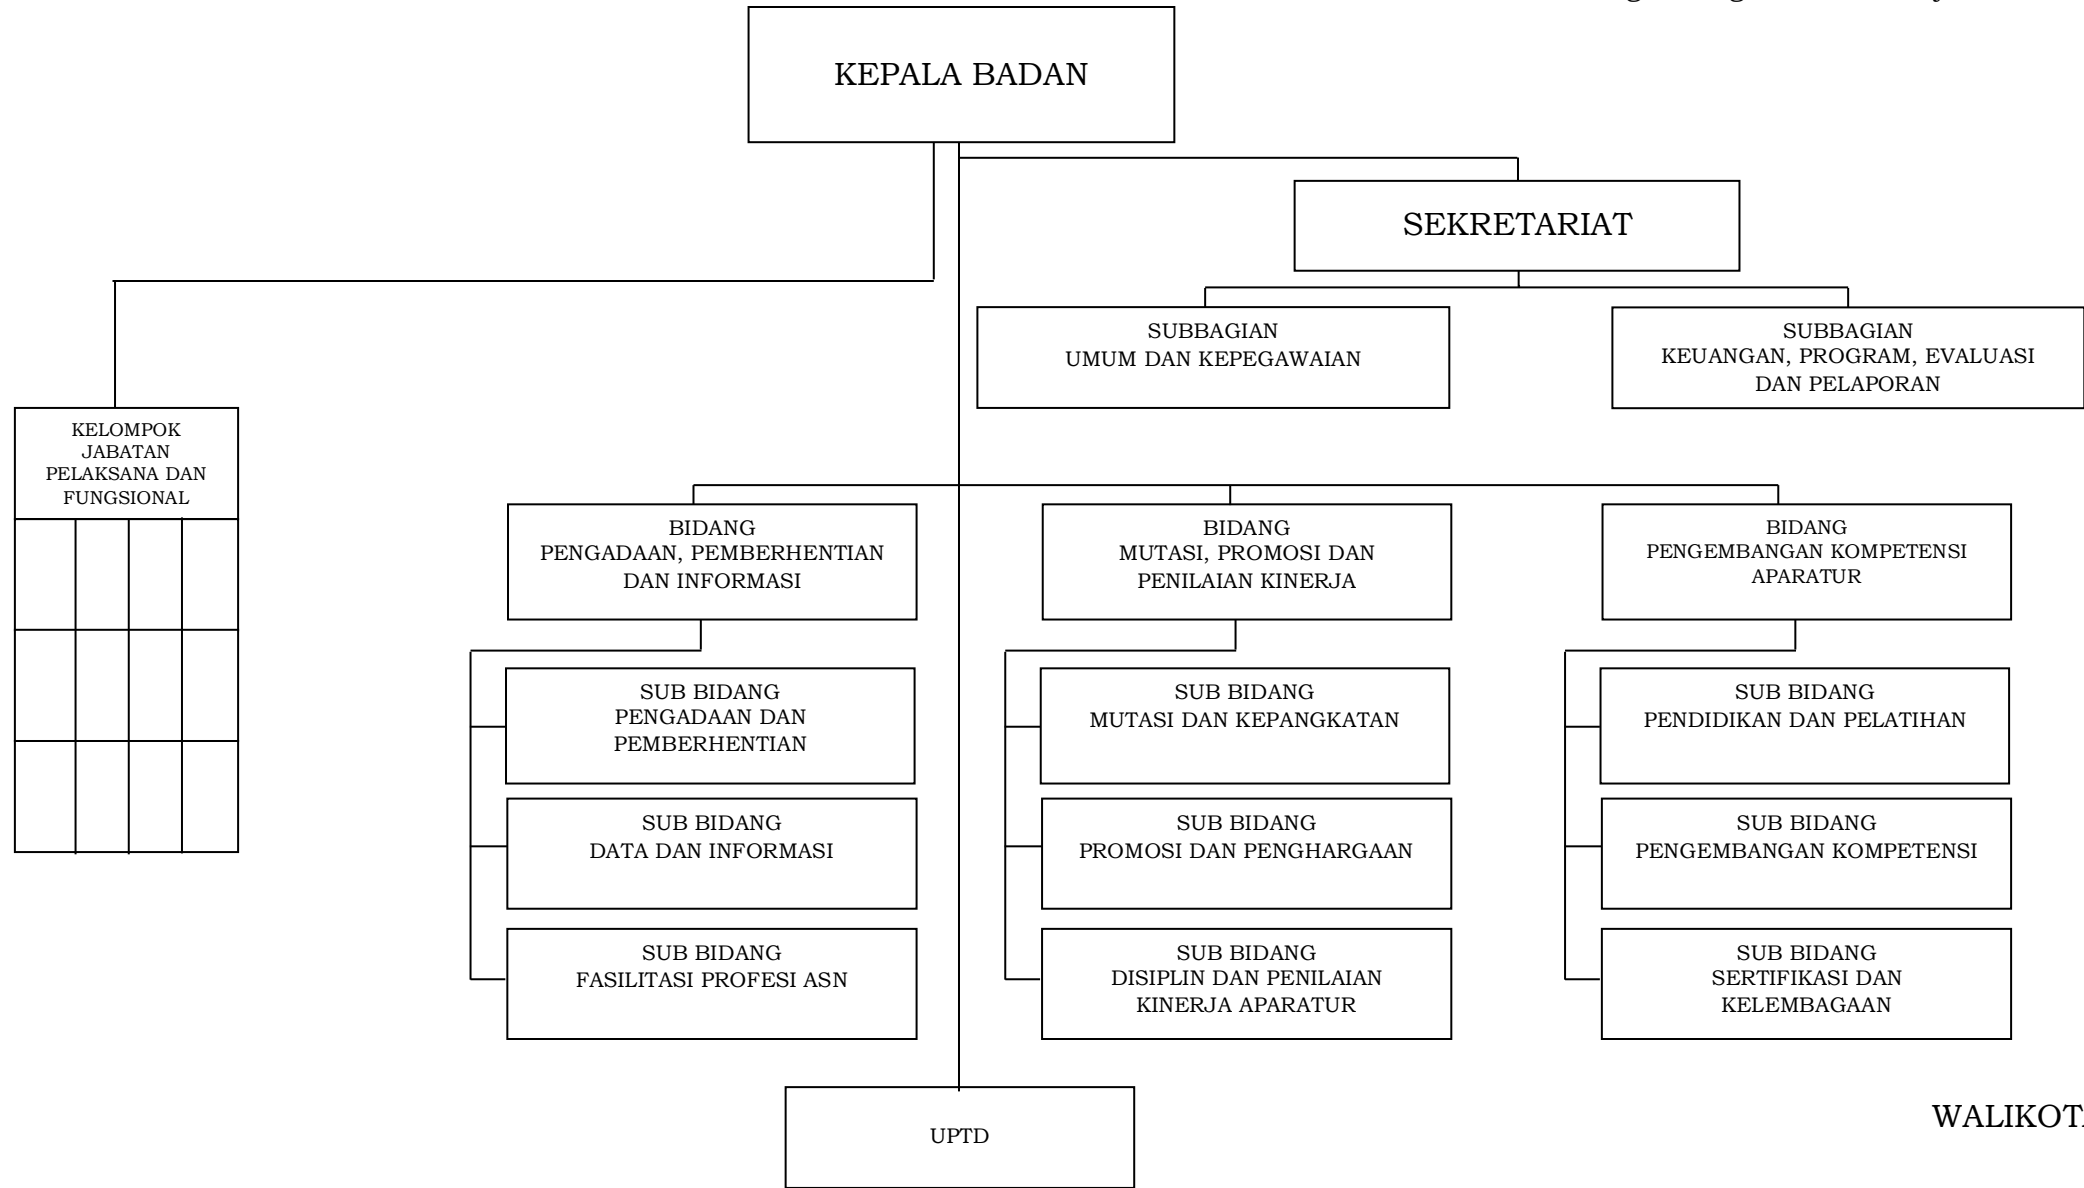 KEPALA BADAN
SEKRETARIAT
SUBBAGIAN
UMUM DAN KEPEGAWAIAN
SUBBAGIAN
KEUANGAN, PROGRAM, EVALUASI
DAN PELAPORAN
KELOMPOK
JABATAN
PELAKSANA DAN
FUNGSIONAL
BIDANG
PENGADAAN, PEMBERHENTIAN
DAN INFORMASI
BIDANG
MUTASI, PROMOSI DAN
PENILAIAN KINERJA
BIDANG
PENGEMBANGAN KOMPETENSI
APARATUR
SUB BIDANG
PENGADAAN DAN
PEMBERHENTIAN
SUB BIDANG
MUTASI DAN KEPANGKATAN
SUB BIDANG
PENDIDIKAN DAN PELATIHAN
SUB BIDANG
DATA DAN INFORMASI
SUB BIDANG
PROMOSI DAN PENGHARGAAN
SUB BIDANG
PENGEMBANGAN KOMPETENSI
SUB BIDANG
FASILITASI PROFESI ASN
SUB BIDANG
DISIPLIN DAN PENILAIAN
KINERJA APARATUR
SUB BIDANG
SERTIFIKASI DAN
KELEMBAGAAN
UPTD
WALIKOT